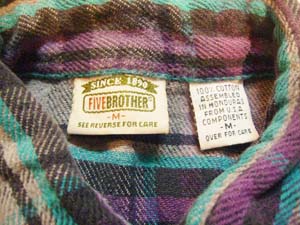 SINCE 1890
FIVEBROTHER
-M-
SEE REVERSE FOR CARE
100% COTTON
ASSEMBLED
IN HONDURAS
FROM U.S.A.
COMPONENTS
-M-
OVER FOR CARE